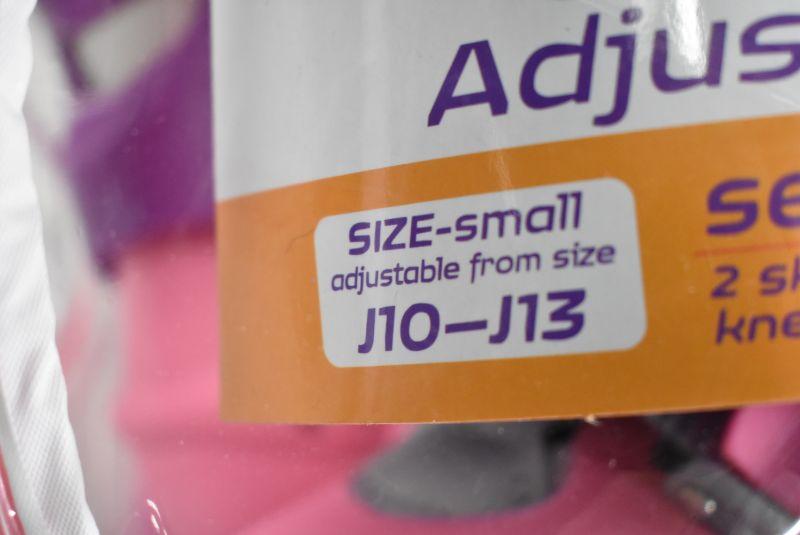 Adjus
SIZE-small
adjustable from size
J10–J13
se
2 sk
kne